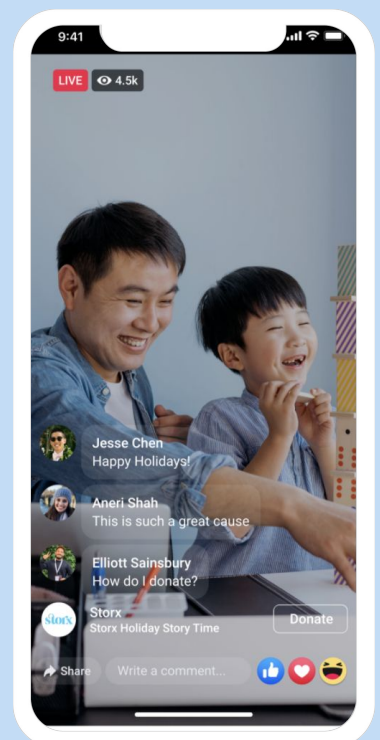 9:41
LIVE 4.5k
Jesse Chen
Happy Holidays!
Aneri Shah
This is such a great cause
Elliott Sainsbury
How do I donate?
storx
Storx
Storx Holiday Story Time
Donate
Share
Write a comment...